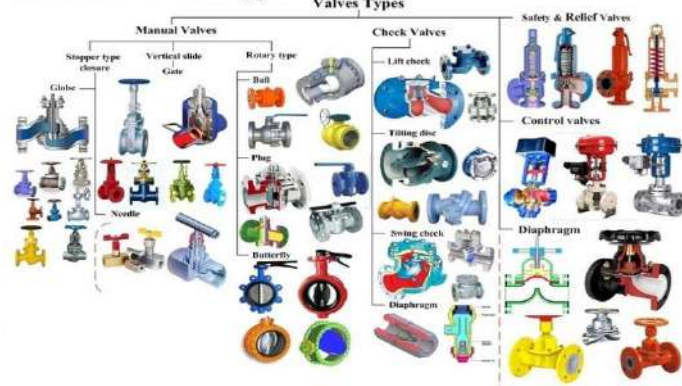 Valves Types
Manual Valves
Stopper type
closure
Vertical slide
Rotary type
Globe
Gate
Ball
Plug
Needle
Butterfly
Check Valves
Lift check
Tilting disc
Swing check
Diaphragm
Safety & Relief Valves
Control valves
Diaphragm